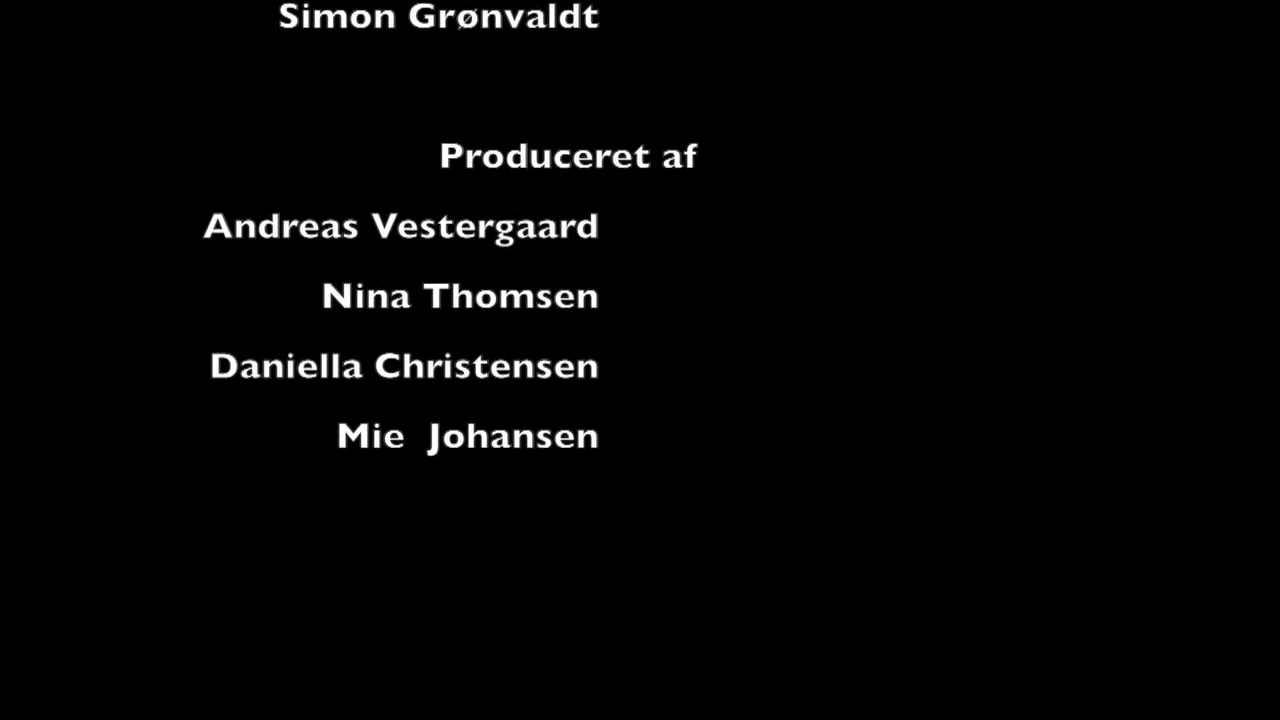 Simon Grønvaldt
Produceret af
Andreas Vestergaard
Nina Thomsen
Daniella Christensen
Mie  Johansen